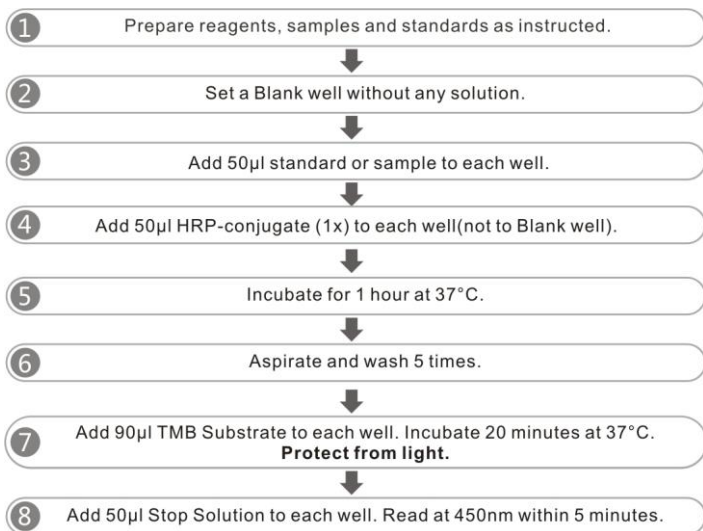 1 Prepare reagents, samples and standards as instructed.
2 Set a Blank well without any solution.
3 Add 50µl standard or sample to each well.
4 Add 50µl HRP-conjugate (1x) to each well(not to Blank well).
5 Incubate for 1 hour at 37°C.
6 Aspirate and wash 5 times.
7 Add 90µl TMB Substrate to each well. Incubate 20 minutes at 37°C.
Protect from light.
8 Add 50µl Stop Solution to each well. Read at 450nm within 5 minutes.